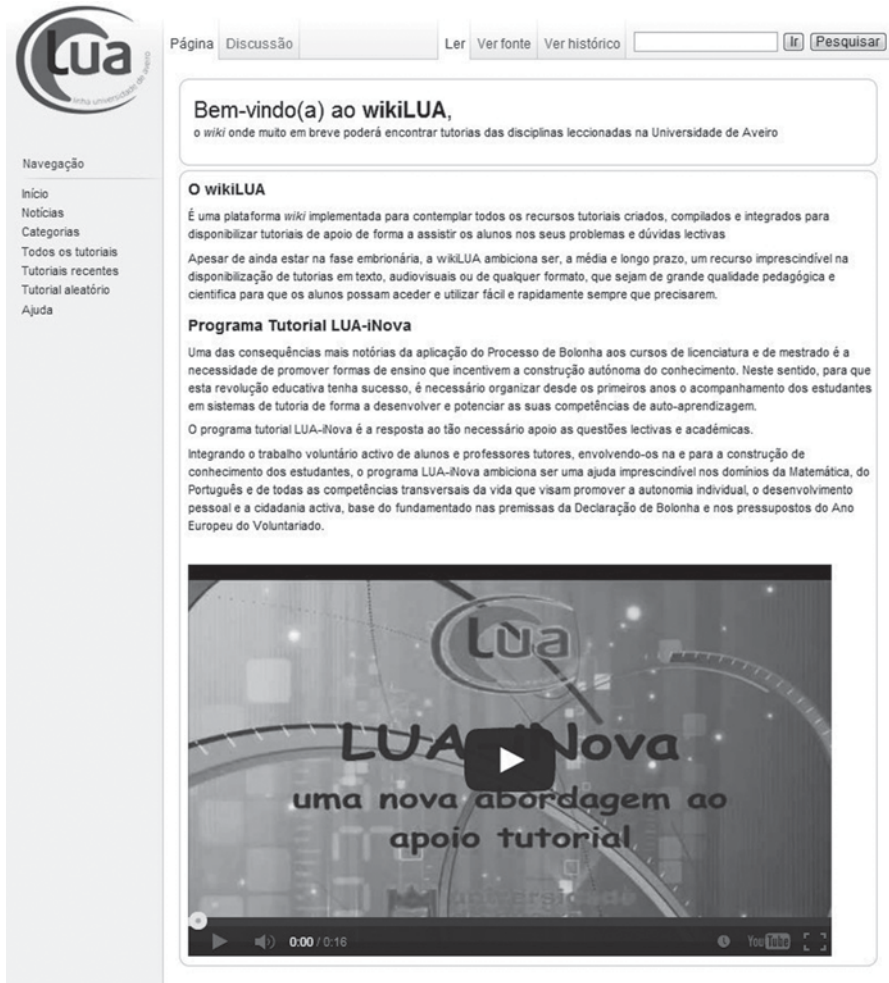 Lua
linha universidade de aveiro
Página Discussão Ler Ver fonte Ver histórico Ir Pesquisar
Bem-vindo(a) ao wikiLUA,
o wiki onde muito em breve poderá encontrar tutorias das disciplinas leccionadas na Universidade de Aveiro
Navegação
Início
Notícias
Categorias
Todos os tutoriais
Tutoriais recentes
Tutorial aleatório
Ajuda
O wikiLUA
É uma plataforma wiki implementada para contemplar todos os recursos tutoriais criados, compilados e integrados para
disponibilizar tutoriais de apoio de forma a assistir os alunos nos seus problemas e dúvidas lectivas
Apesar de ainda estar na fase embrionária, a wikiLUA ambiciona ser, a média e longo prazo, um recurso imprescindível na
disponibilização de tutorias em texto, audiovisuais ou de qualquer formato, que sejam de grande qualidade pedagógica e
cientifica para que os alunos possam aceder e utilizar fácil e rapidamente sempre que precisarem.
Programa Tutorial LUA-iNova
Uma das consequências mais notórias da aplicação do Processo de Bolonha aos cursos de licenciatura e de mestrado é a
necessidade de promover formas de ensino que incentivem a construção autónoma do conhecimento. Neste sentido, para que
esta revolução educativa tenha sucesso, é necessário organizar desde os primeiros anos o acompanhamento dos estudantes
em sistemas de tutoria de forma a desenvolver e potenciar as suas competências de auto-aprendizagem.
O programa tutorial LUA-iNova é a resposta ao tão necessário apoio as questões lectivas e académicas.
Integrando o trabalho voluntário activo de alunos e professores tutores, envolvendo-os na e para a construção de
conhecimento dos estudantes, o programa LUA-iNova ambiciona ser uma ajuda imprescindível nos domínios da Matemática, do
Português e de todas as competências transversais da vida que visam promover a autonomia individual, o desenvolvimento
pessoal e a cidadania activa, base do fundamentado nas premissas da Declaração de Bolonha e nos pressupostos do Ano
Europeu do Voluntariado.
Lua
LUA-iNova
uma nova abordagem ao
apoio tutorial
universidade
0:00 / 0:16 YouTube